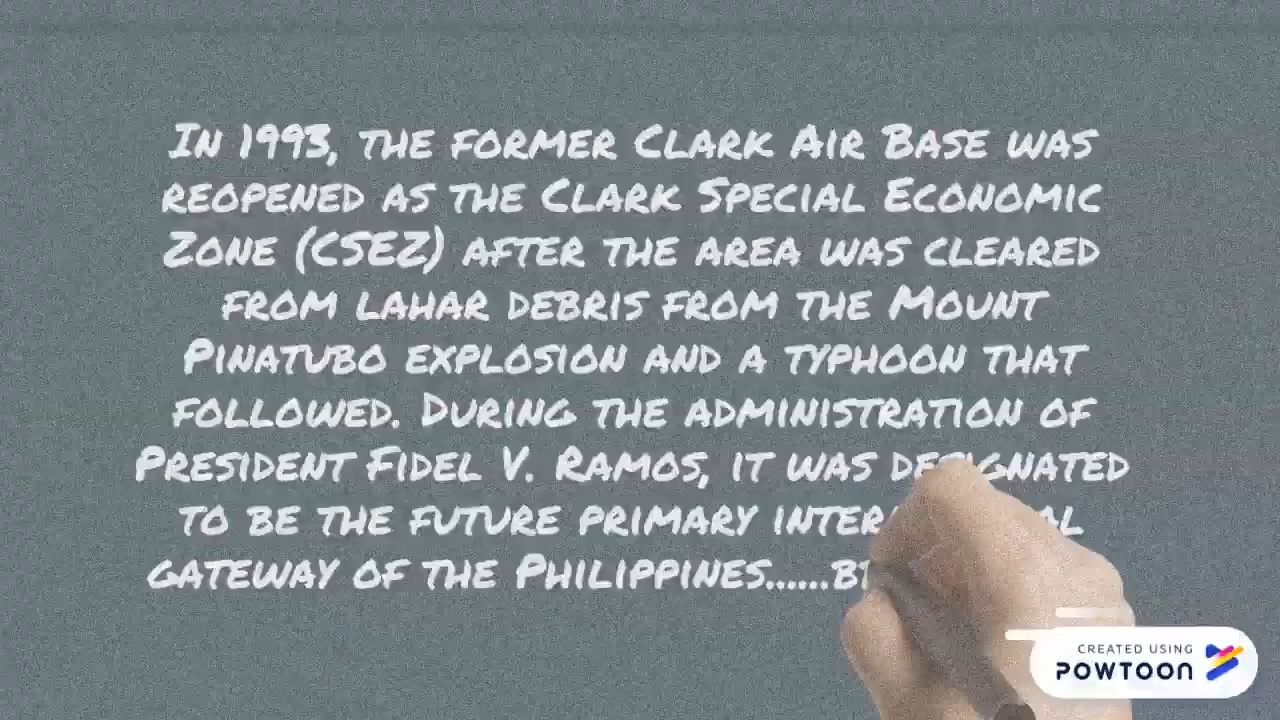 In 1993, the former Clark Air Base was
reopened as the Clark Special Economic
Zone (CSEZ) after the area was cleared
from lahar debris from the Mount
Pinatubo explosion and a typhoon that
followed. During the administration of
President Fidel V. Ramos, it was designated
to be the future primary
gateway of the Philippines......
CREATED USING
POWTOON